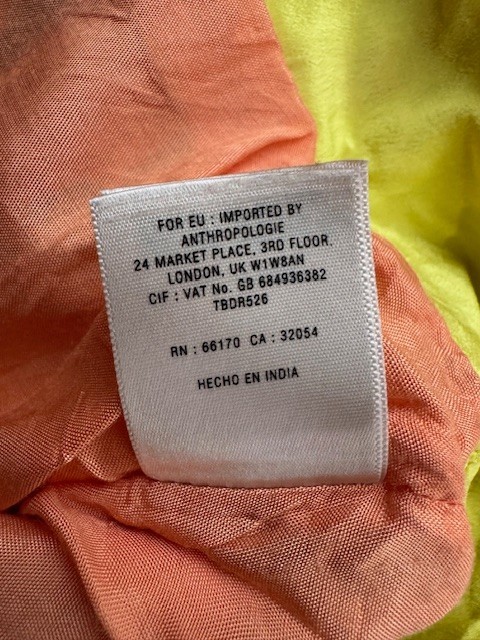 FOR EU : IMPORTED BY
ANTHROPOLOGIE
24 MARKET PLACE, 3RD FLOOR,
LONDON, UK W1W8AN
CIF : VAT No. GB 684936382
TBDR526
RN : 66170 CA : 32054
HECHO EN INDIA